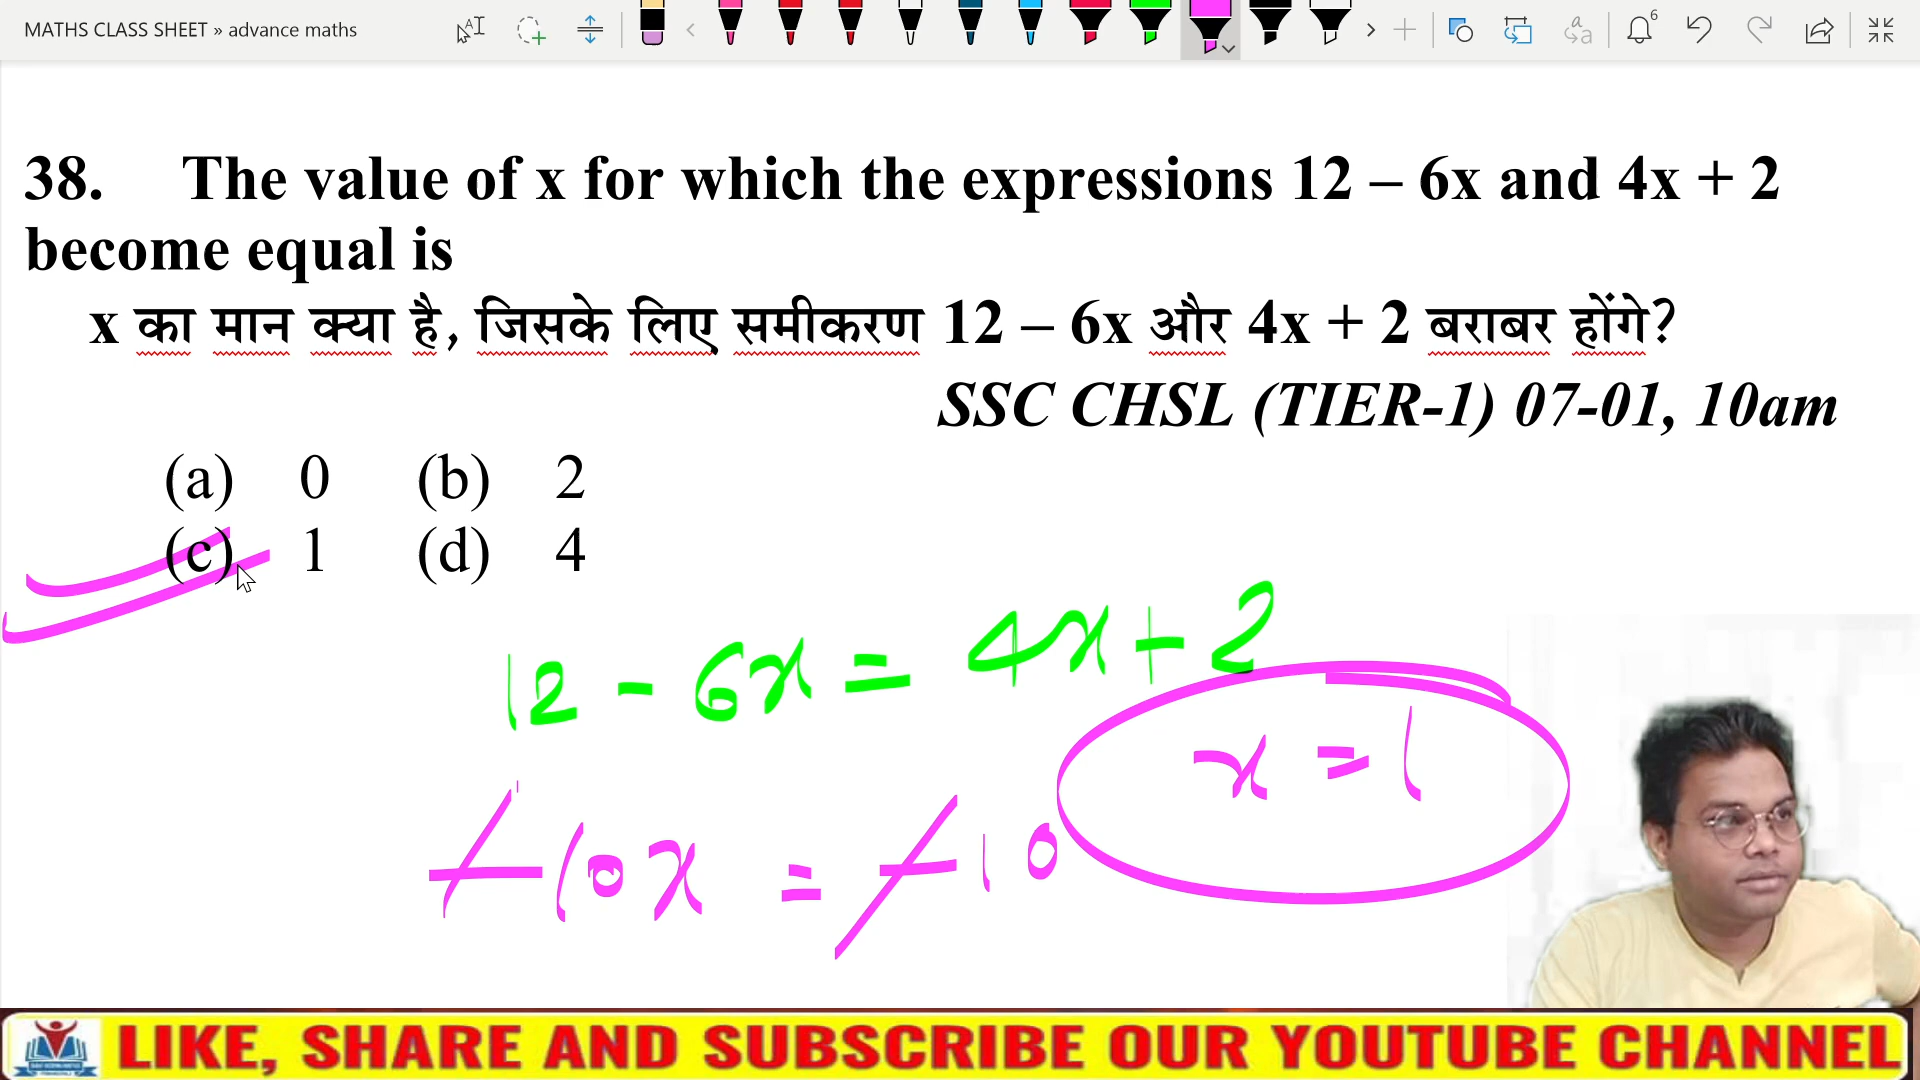 MATHS CLASS SHEET » advance maths
6
38. The value of x for which the expressions 12 – 6x and 4x + 2
become equal is
x का मान क्या है, जिसके लिए समीकरण 12 – 6x और 4x + 2 बराबर होंगे?
SSC CHSL (TIER-1) 07-01, 10am
(a) 0 (b) 2
(c) 1 (d) 4
12 - 6x = 4x + 2
x = 1
-10x = -10
LIKE, SHARE AND SUBSCRIBE OUR YOUTUBE CHANNEL